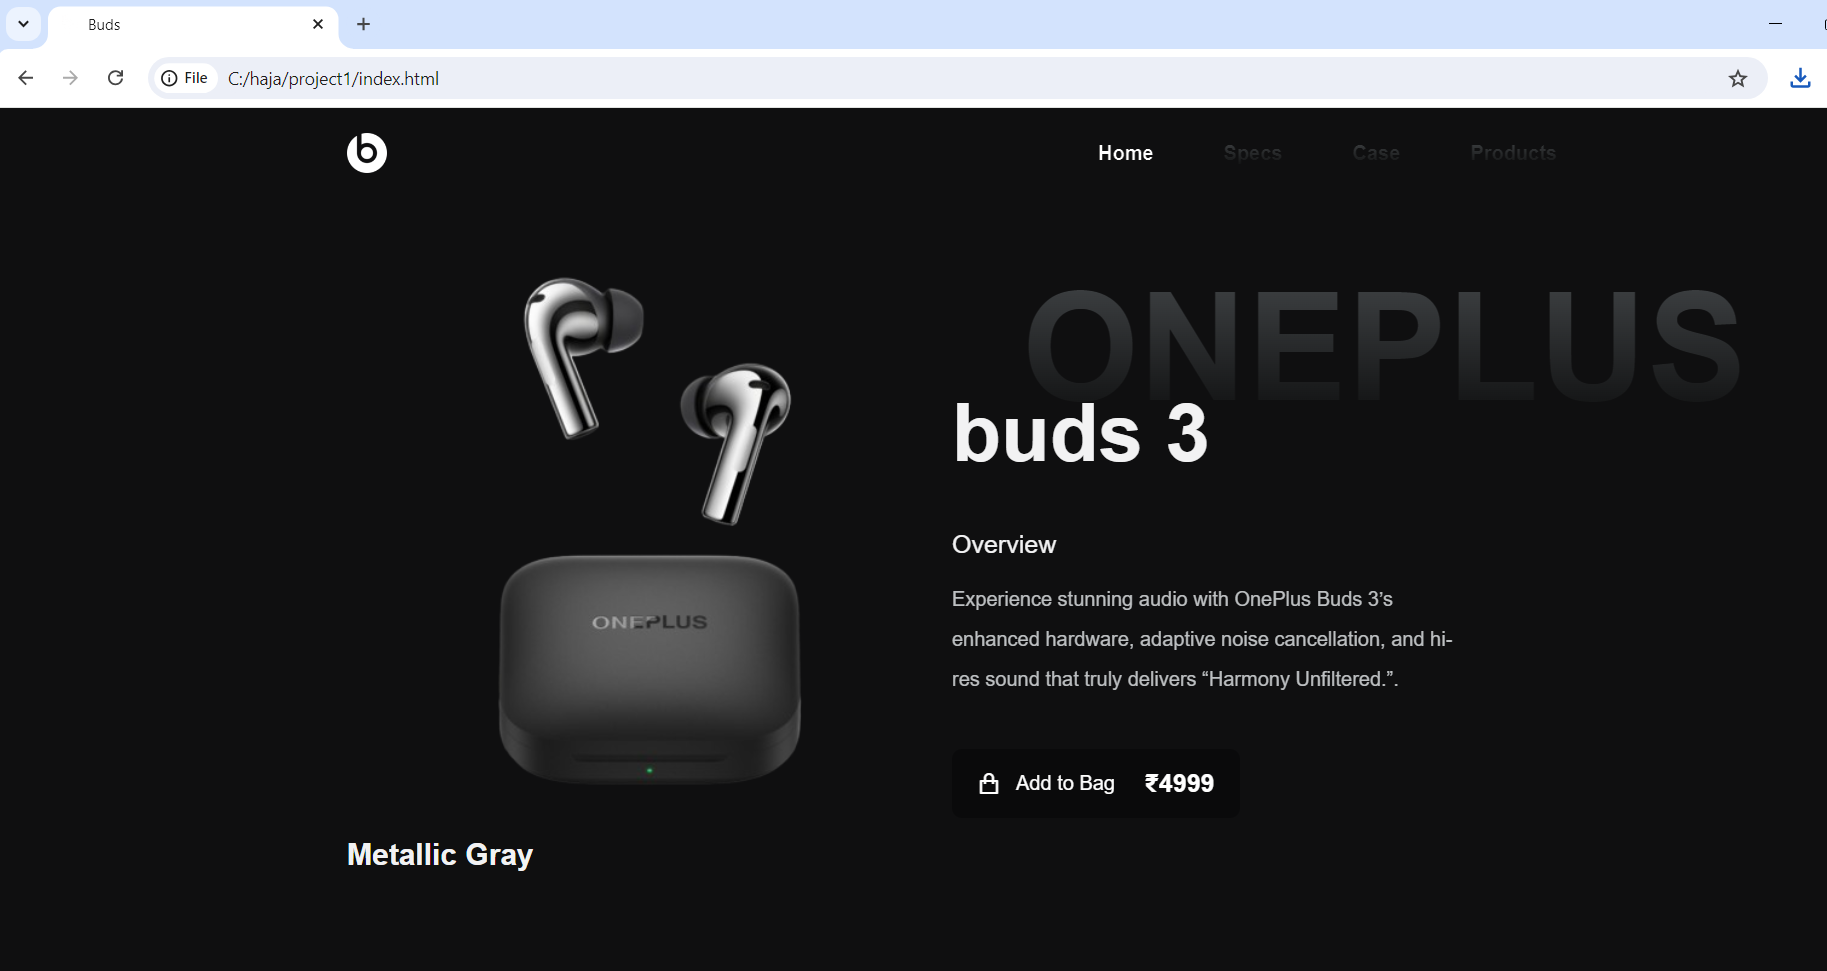 Buds
File
C:/haja/project1/index.html
b
Home Specs Case Products
ONEPLUS
buds 3
Overview
Experience stunning audio with OnePlus Buds 3’s
enhanced hardware, adaptive noise cancellation, and hi-
res sound that truly delivers “Harmony Unfiltered.”.
ONEPLUS
Add to Bag ₹4999
Metallic Gray